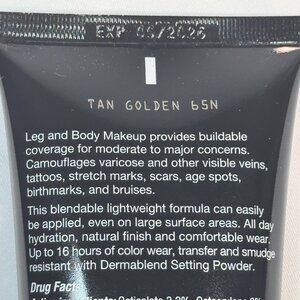 EXP 06/2026
TAN GOLDEN 65N
Leg and Body Makeup provides buildable
coverage for moderate to major concerns.
Camouflages varicose and other visible veins,
tattoos, stretch marks, scars, age spots,
birthmarks, and bruises.
This blendable lightweight formula can easily
be applied, even on large surface areas. All day
hydration, natural finish and comfortable wear.
Up to 16 hours of color wear, transfer and smudge
resistant with Dermablend Setting Powder.
Drug Facts